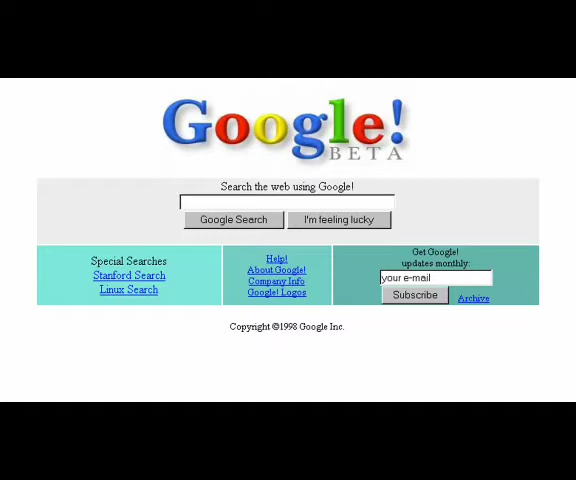 Google!
BETA
Search the web using Google!
Google Search I'm feeling lucky
Special Searches
Stanford Search
Linux Search
Help!
About Google!
Company Info
Google! Logos
Get Google!
updates monthly:
your e-mail
Subscribe Archive
Copyright ©1998 Google Inc.